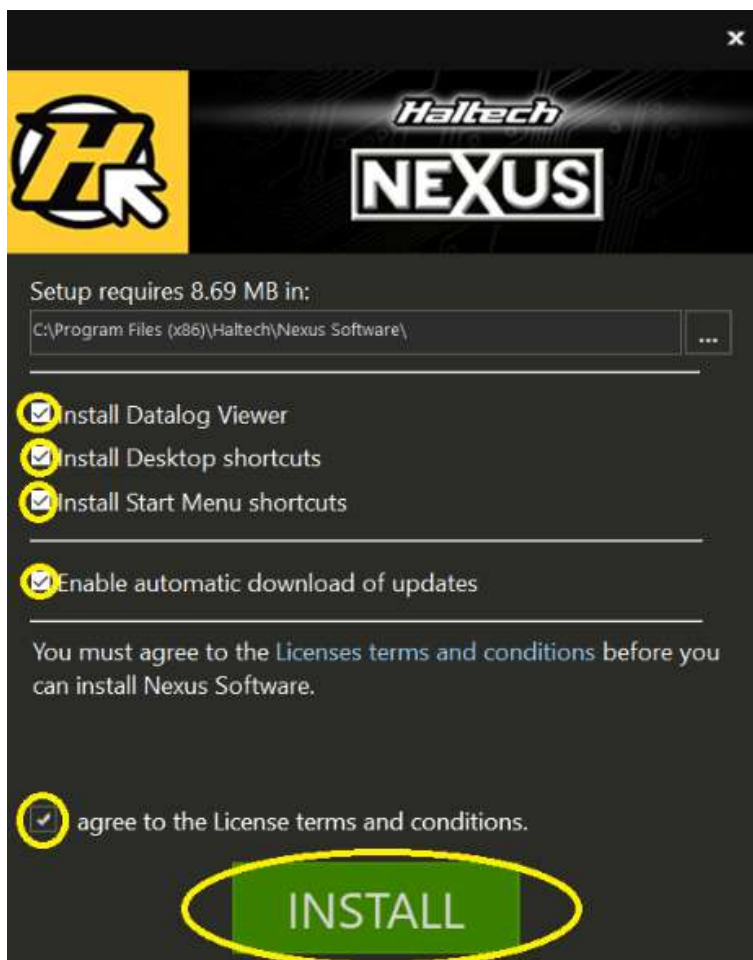 Haltech
NEXUS
Setup requires 8.69 MB in:
C:\Program Files (x86)\Haltech\Nexus Software\
...
Install Datalog Viewer
Install Desktop shortcuts
Install Start Menu shortcuts
Enable automatic download of updates
You must agree to the Licenses terms and conditions before you
can install Nexus Software.
agree to the License terms and conditions.
INSTALL